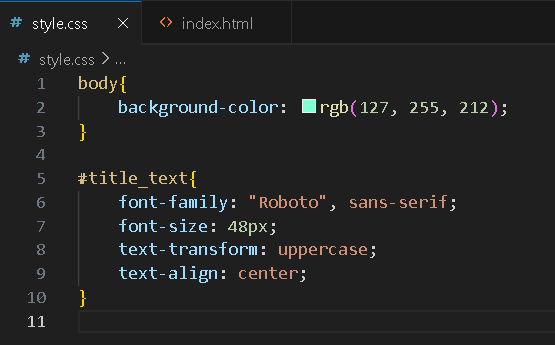 # style.css × <> index.html
# style.css > ...
1 body{
2     background-color: rgb(127, 255, 212);
3 }
4
5 #title_text{
6     font-family: "Roboto", sans-serif;
7     font-size: 48px;
8     text-transform: uppercase;
9     text-align: center;
10 }
11